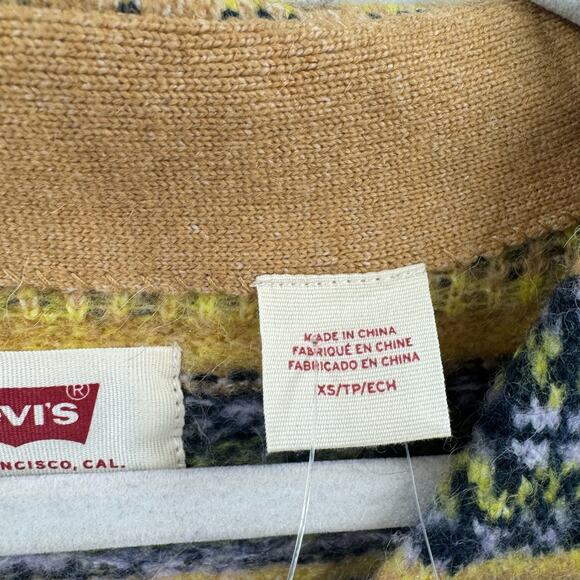 MADE IN CHINA
FABRIQUÉ EN CHINE
FABRICADO EN CHINA
XS/TP/ECH
EVI'S ®
NCISCO, CAL.